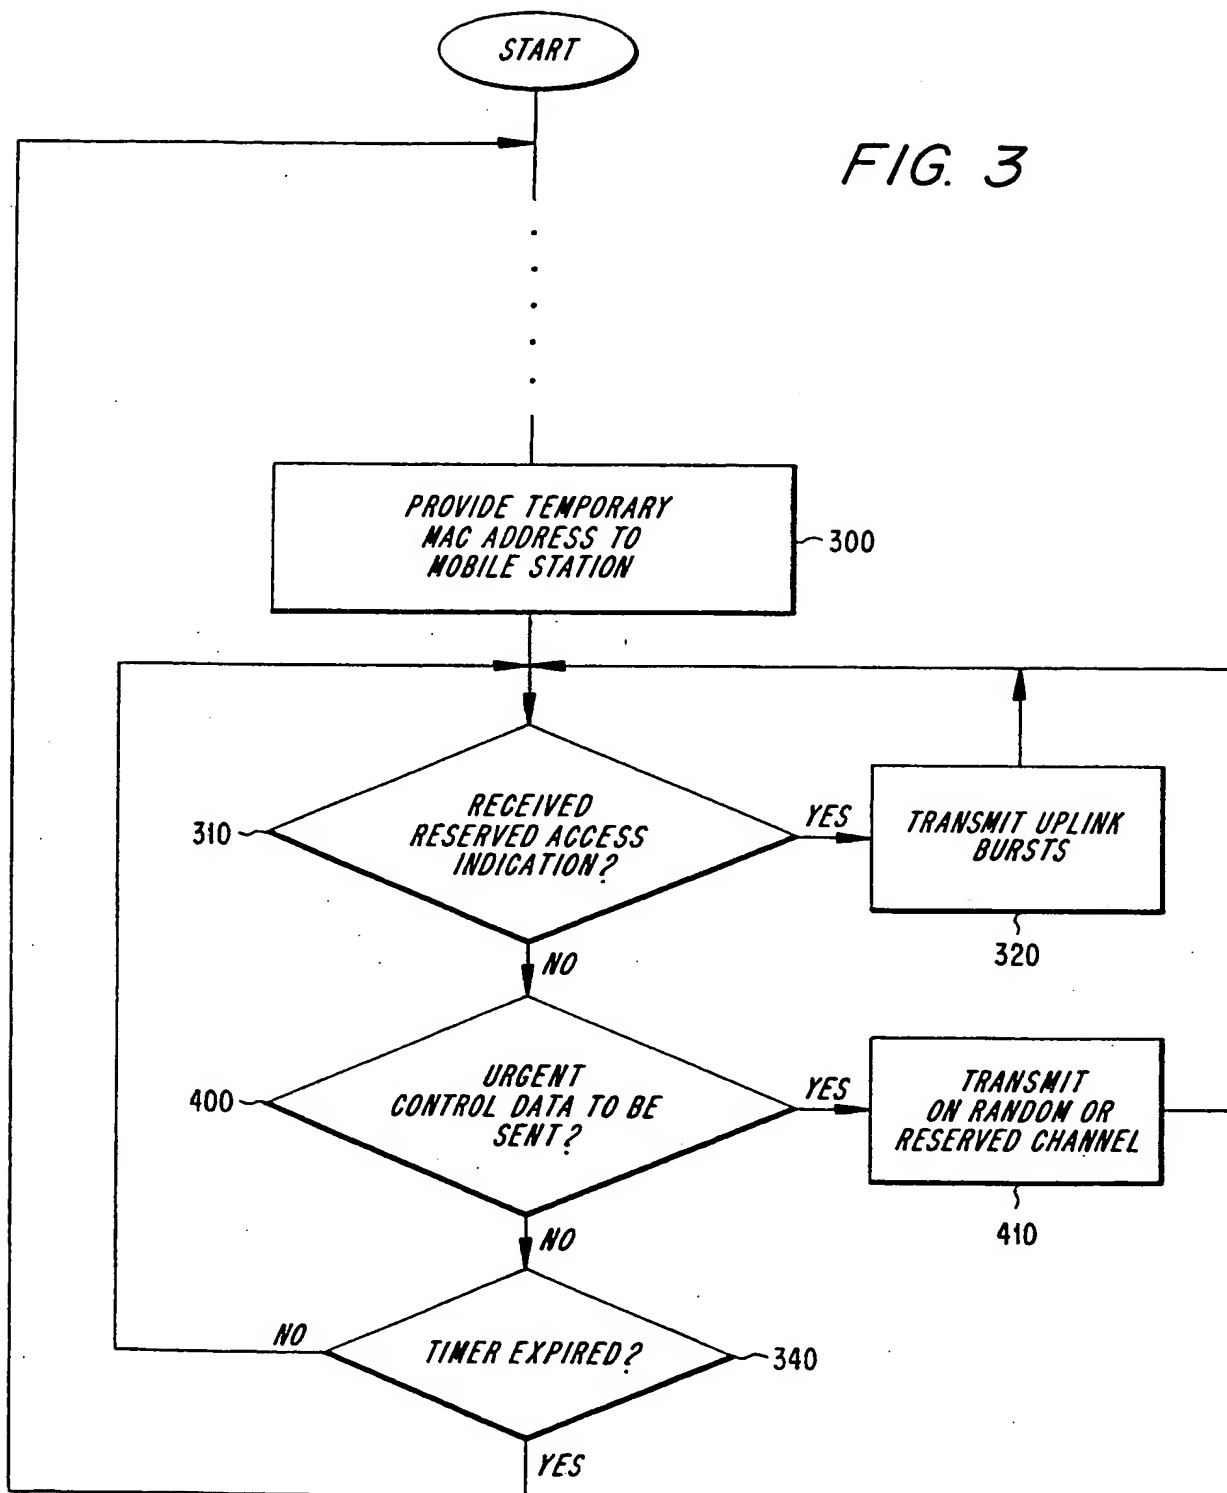 START
FIG. 3
PROVIDE TEMPORARY
MAC ADDRESS TO
MOBILE STATION
300
RECEIVED
RESERVED ACCESS
INDICATION?
310
YES
TRANSMIT UPLINK
BURSTS
320
NO
URGENT
CONTROL DATA TO BE
SENT?
400
YES
TRANSMIT
ON RANDOM OR
RESERVED CHANNEL
410
NO
TIMER EXPIRED?
340
NO
YES